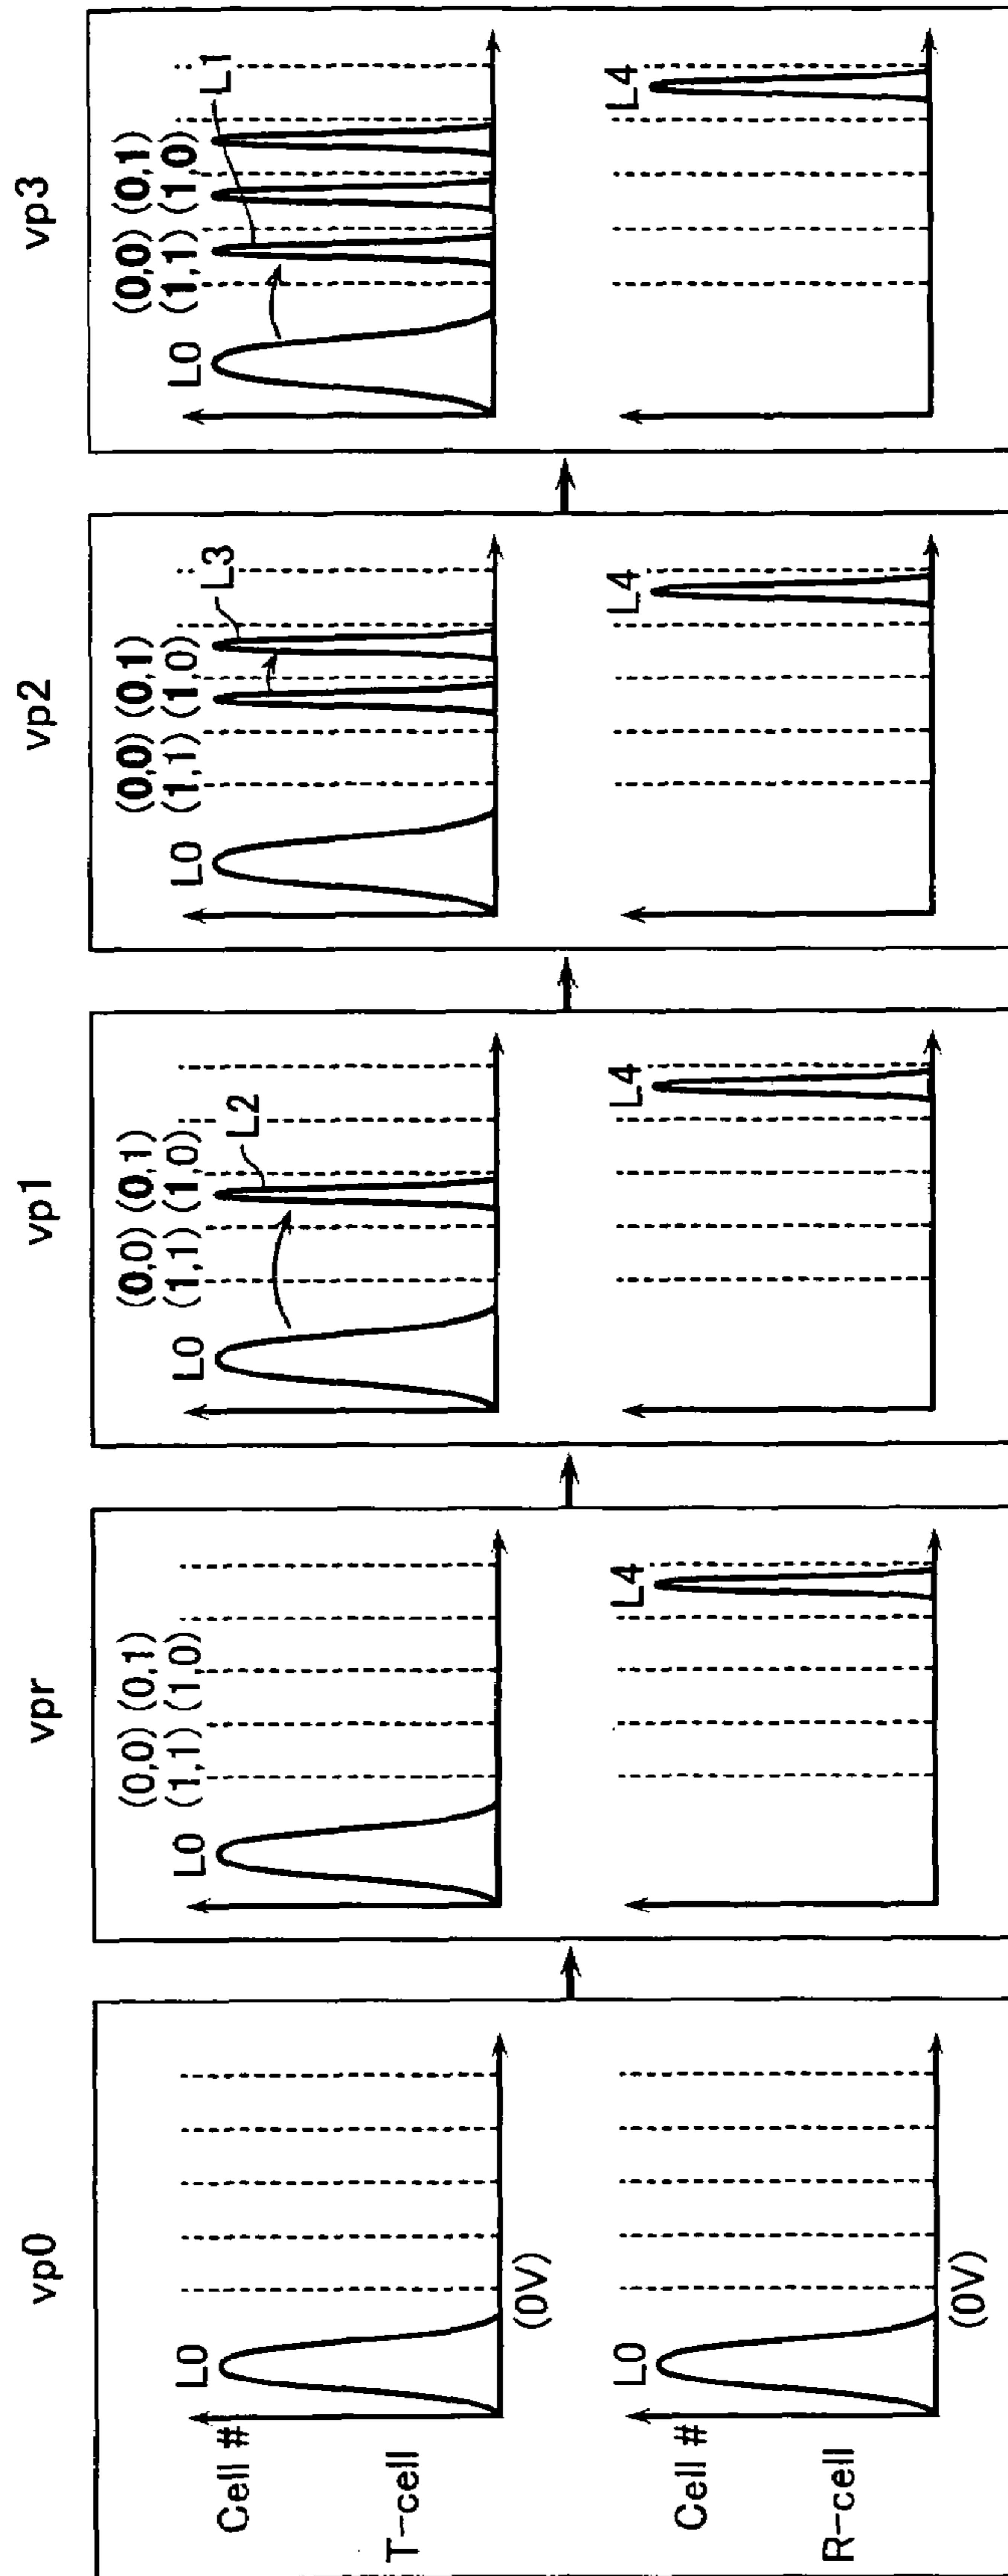 vp0
L0
Cell #
T-cell
(0V)
L0
Cell #
R-cell
(0V)
vpr
(0,0) (0,1)
L0 (1,1) (1,0)
L4
vp1
(0,0) (0,1)
L0 (1,1) (1,0)
L2
L4
vp2
(0,0) (0,1)
L0 (1,1) (1,0)
L3
L4
vp3
(0,0) (0,1)
L0 (1,1) (1,0)
L1
L4